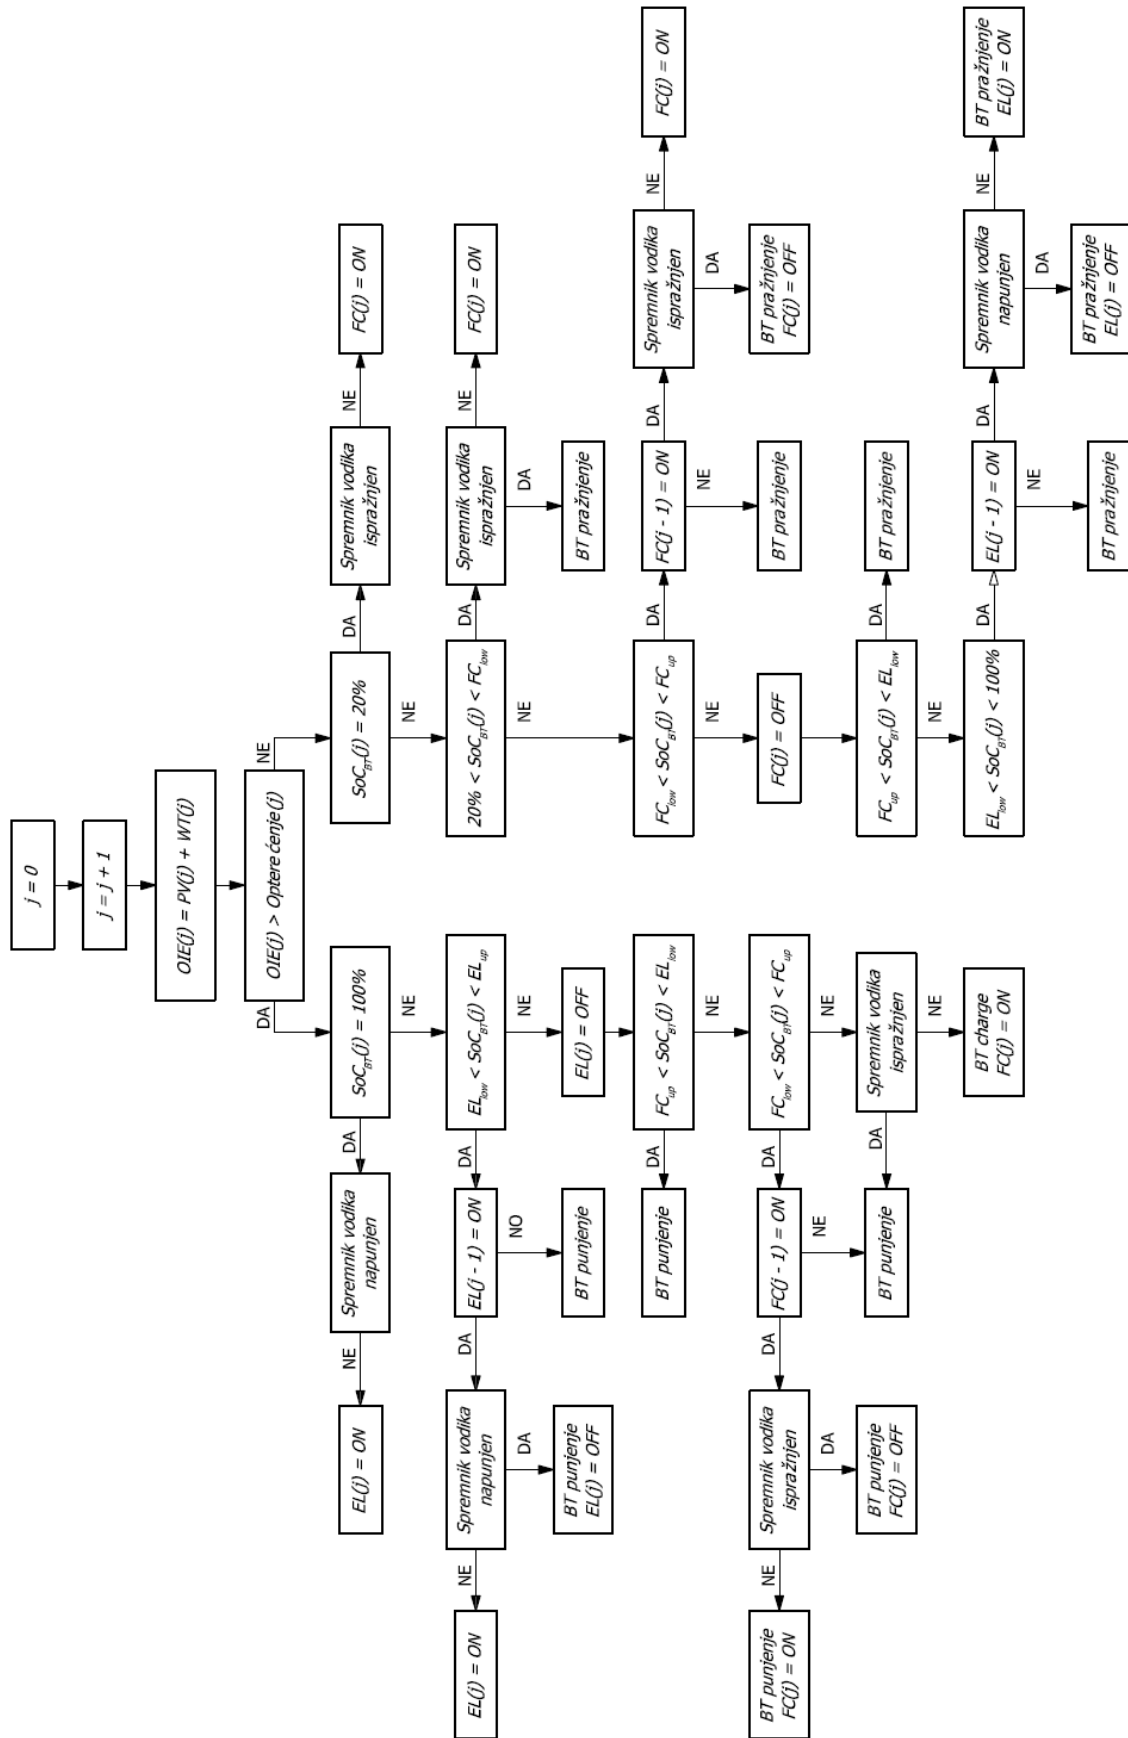 j = 0
j = j + 1
OIE(j) = PV(j) + WT(j)
OIE(j) > Opterećenje(j)
DA
NE
SoC_BT(j) = 100%
DA
Spremnik vodika
napunjen
NE
EL(j) = ON
NE
EL_low < SoC_BT(j) < EL_up
DA
EL(j - 1) = ON
DA
Spremnik vodika
napunjen
NE
EL(j) = ON
DA
BT punjenje
EL(j) = OFF
NO
BT punjenje
NE
EL(j) = OFF
FC_up < SoC_BT(j) < EL_low
DA
BT punjenje
NE
FC_low < SoC_BT(j) < FC_up
DA
FC(j - 1) = ON
DA
Spremnik vodika
ispražnjen
NE
BT punjenje
FC(j) = ON
DA
BT punjenje
FC(j) = OFF
NE
BT punjenje
NE
Spremnik vodika
ispražnjen
DA
NE
BT charge
FC(j) = ON
SoC_BT(j) = 20%
DA
Spremnik vodika
ispražnjen
NE
FC(j) = ON
NE
20% < SoC_BT(j) < FC_low
DA
Spremnik vodika
ispražnjen
NE
FC(j) = ON
DA
BT pražnjenje
NE
FC_low < SoC_BT(j) < FC_up
DA
FC(j - 1) = ON
DA
Spremnik vodika
ispražnjen
NE
FC(j) = ON
DA
BT pražnjenje
FC(j) = OFF
NE
BT pražnjenje
NE
FC(j) = OFF
FC_up < SoC_BT(j) < EL_low
DA
BT pražnjenje
NE
EL_low < SoC_BT(j) < 100%
DA
EL(j - 1) = ON
DA
Spremnik vodika
napunjen
NE
BT pražnjenje
EL(j) = ON
DA
BT pražnjenje
EL(j) = OFF
NE
BT pražnjenje